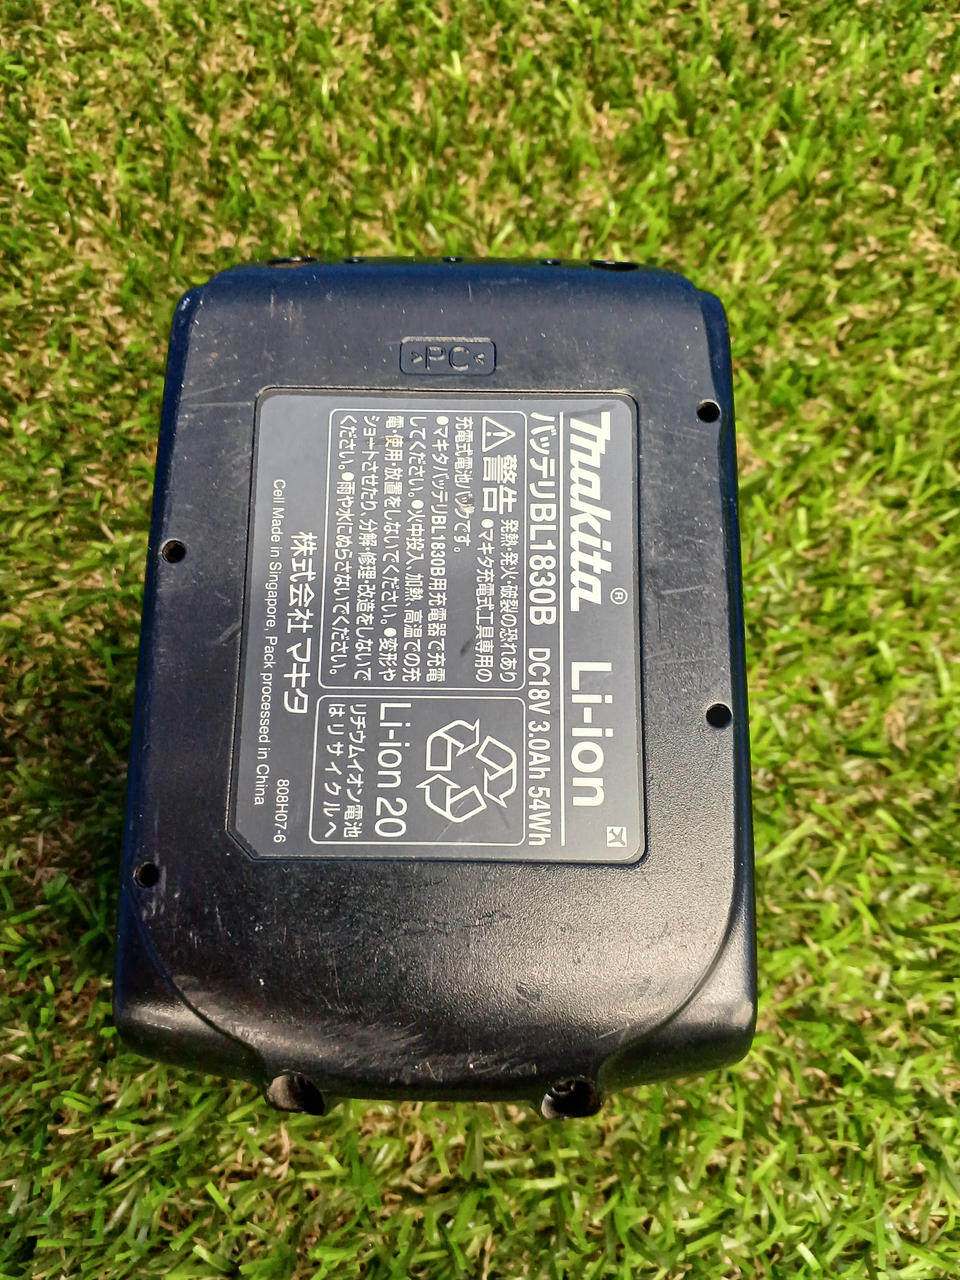 >PC<
makita® Li-ion
バッテリBL1830B DC18V 3.0Ah 54Wh
警告 発熱・発火・破裂の恐れあり
●マキタ充電式工具専用の
充電式電池パックです。
●マキタバッテリBL1830B用充電器で充電
してください。●火中投入、加熱、高温での充
電・使用・放置をしないでください。●変形や
ショートさせたり、分解・修理・改造をしないで
ください。●雨や水にぬらさないでください。
Li-ion 20
リチウムイオン電池
はリサイクルへ
株式会社マキタ
808H07-6
Cell Made in Singapore, Pack processed in China